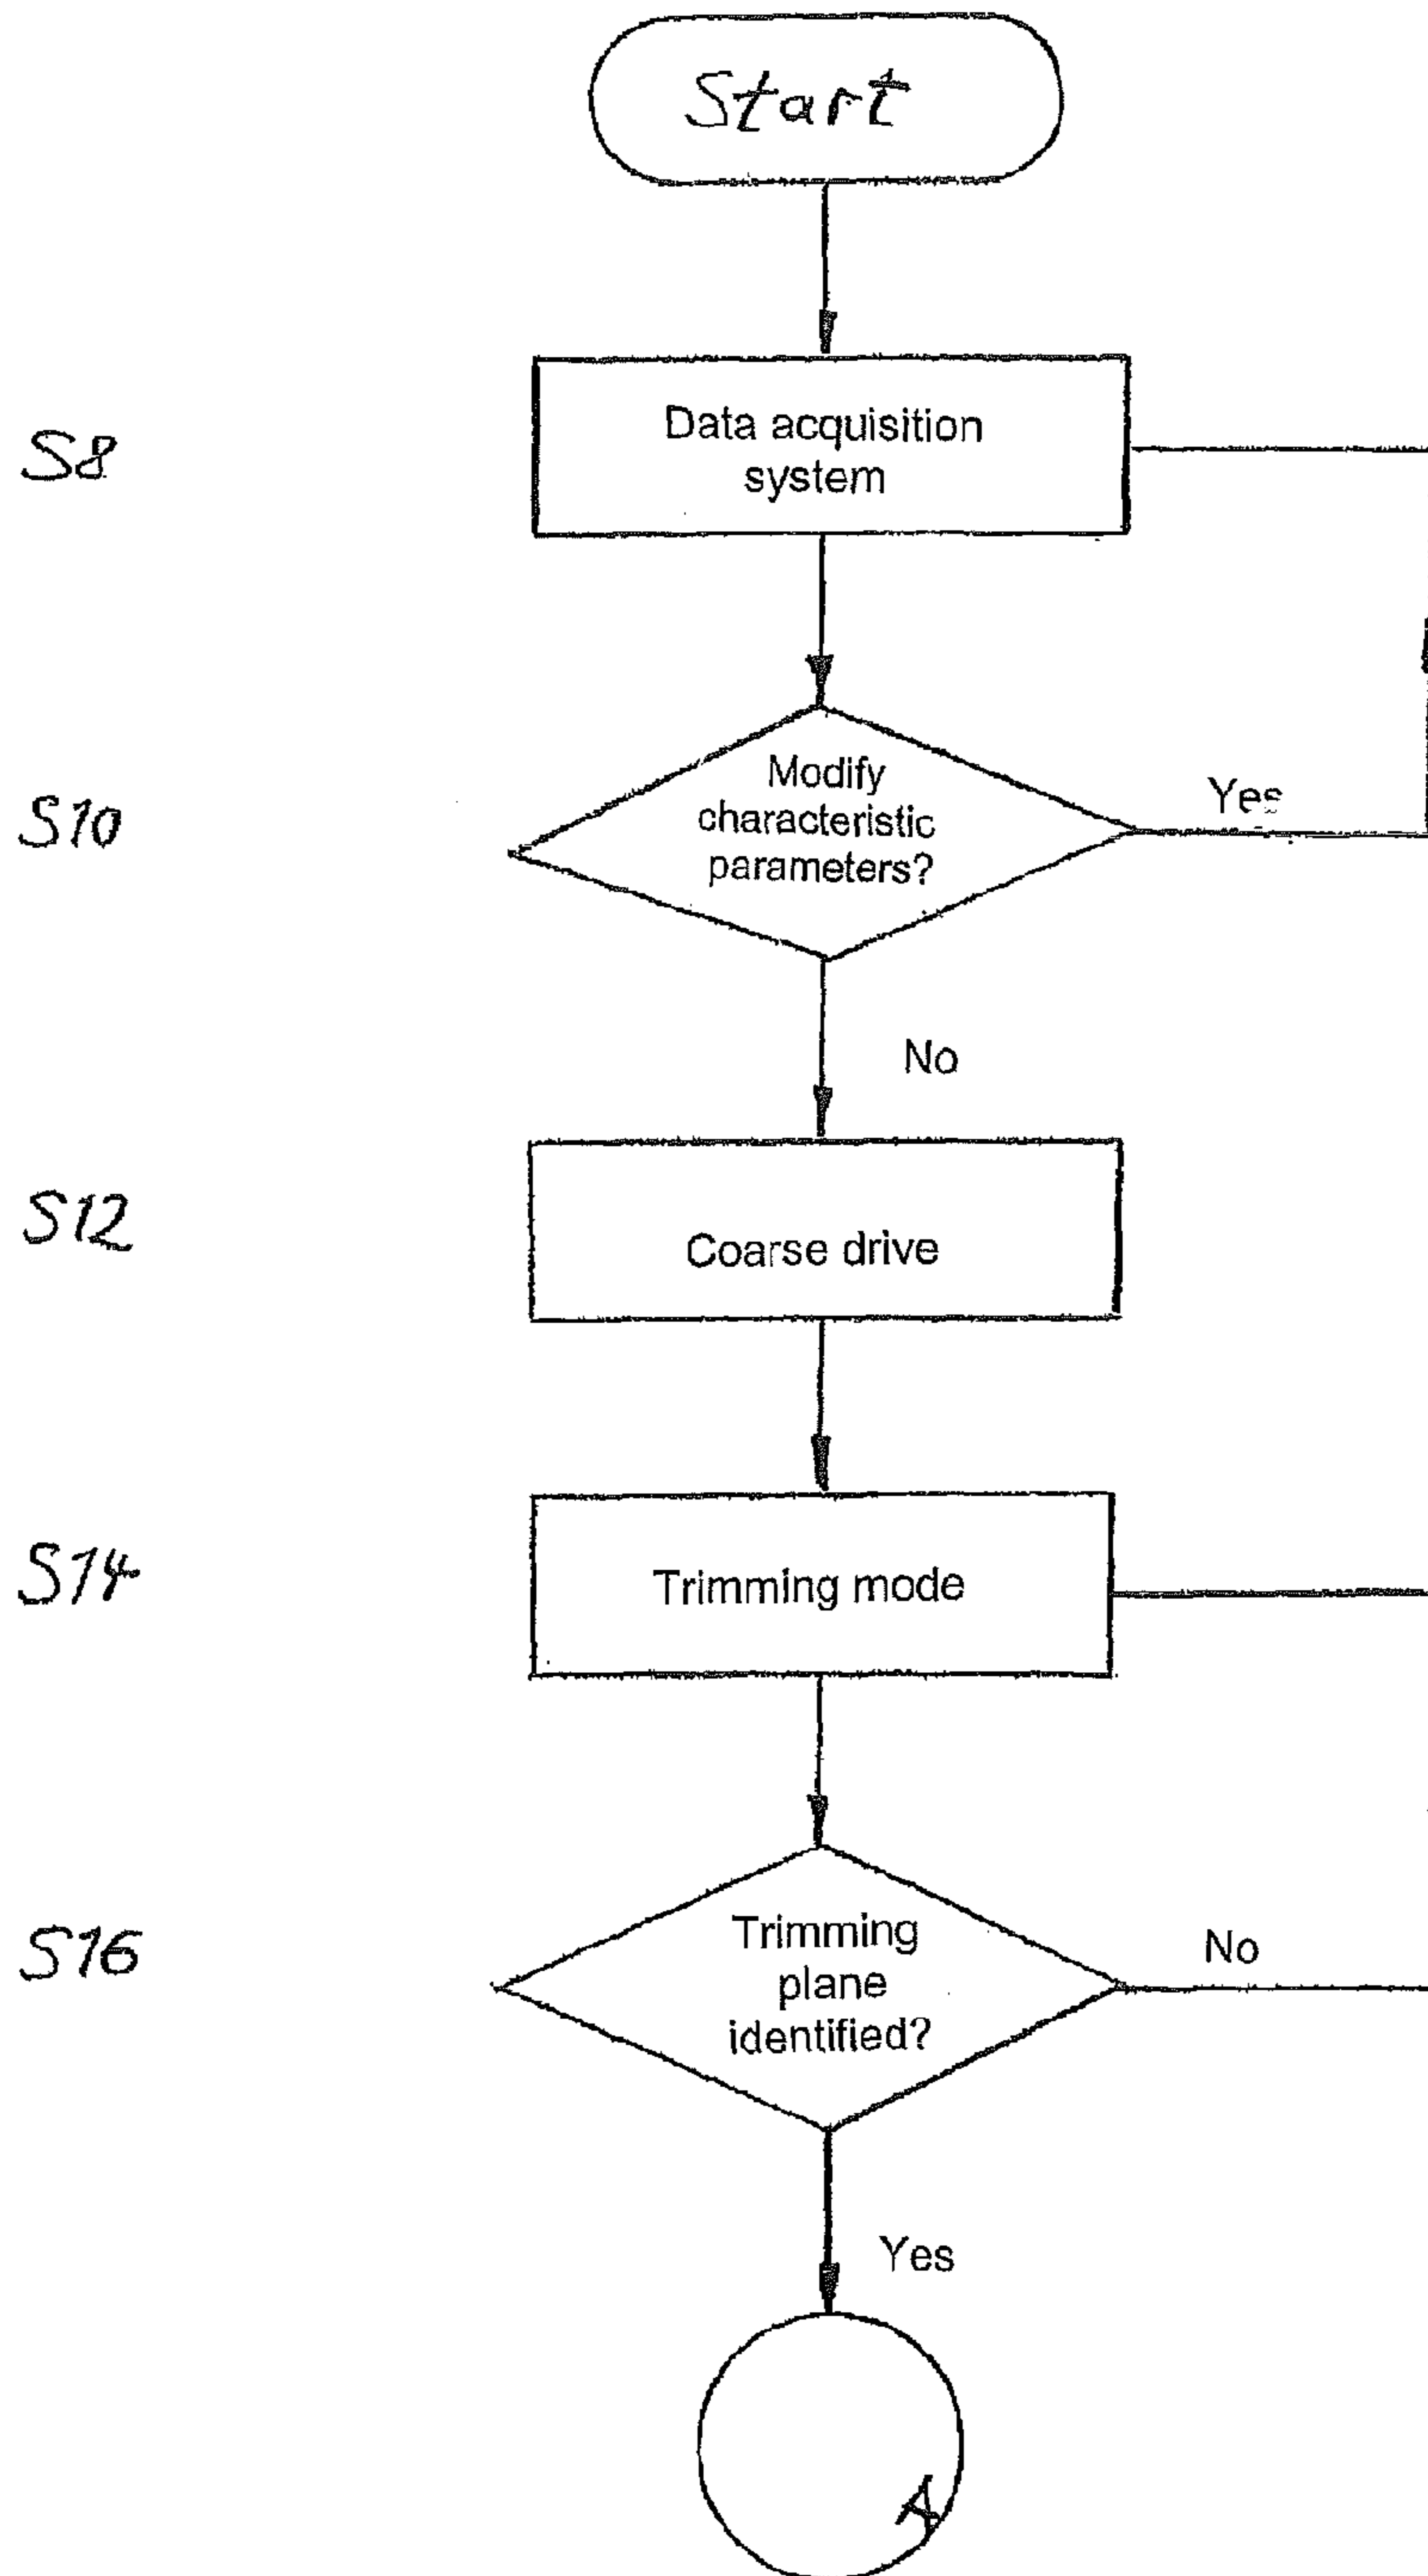 Start
S8
Data acquisition
system
S10
Modify
characteristic
parameters?
Yes
No
S12
Coarse drive
S14
Trimming mode
S16
Trimming
plane
identified?
No
Yes
A